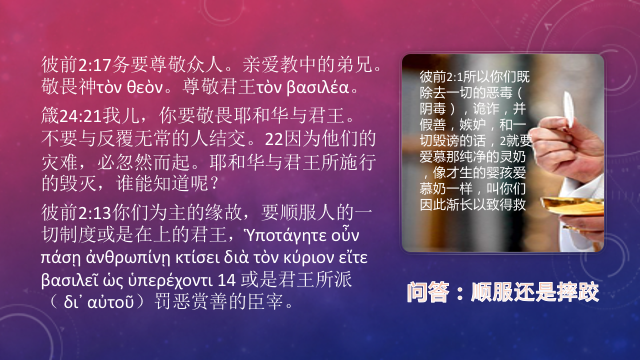 彼前2:17务要尊敬众人。亲爱教中的弟兄。
敬畏神τὸν θεὸν。尊敬君王τὸν βασιλέα。
箴24:21我儿，你要敬畏耶和华与君王。
不要与反覆无常的人结交。22因为他们的
灾难，必忽然而起。耶和华与君王所施行
的毁灭，谁能知道呢？
彼前2:13你们为主的缘故，要顺服人的一
切制度或是在上的君王，Ὑποτάγητε οὖν
πάσῃ ἀνθρωπίνῃ κτίσει διὰ τὸν κύριον εἴτε
βασιλεῖ ὡς ὑπερέχοντι 14 或是君王所派
（ δι᾽ αὐτοῦ）罚恶赏善的臣宰。
彼前2:1所以你们既
除去一切的恶毒（
阴毒），诡诈，并
假善，嫉妒，和一
切毁谤的话，2就要
爱慕那纯净的灵奶
，像才生的婴孩爱
慕奶一样，叫你们
因此渐长以致得救
问答：顺服还是摔跤